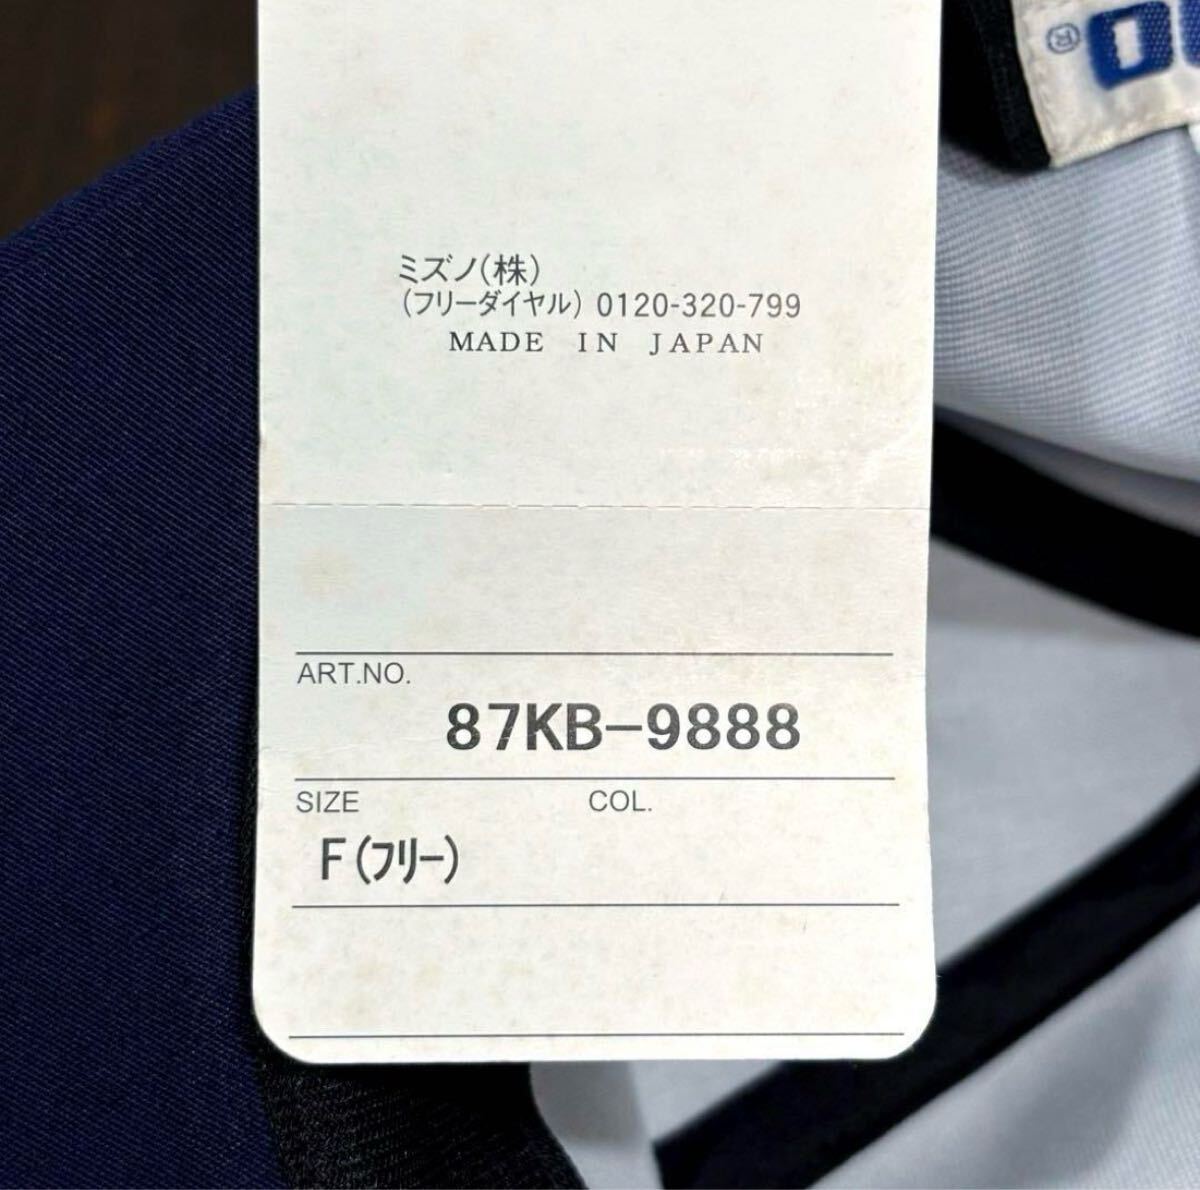 ®
ミズノ(株)
(フリーダイヤル) 0120-320-799
MADE IN JAPAN
ART.NO.
87KB-9888
SIZE COL.
F(フリー)